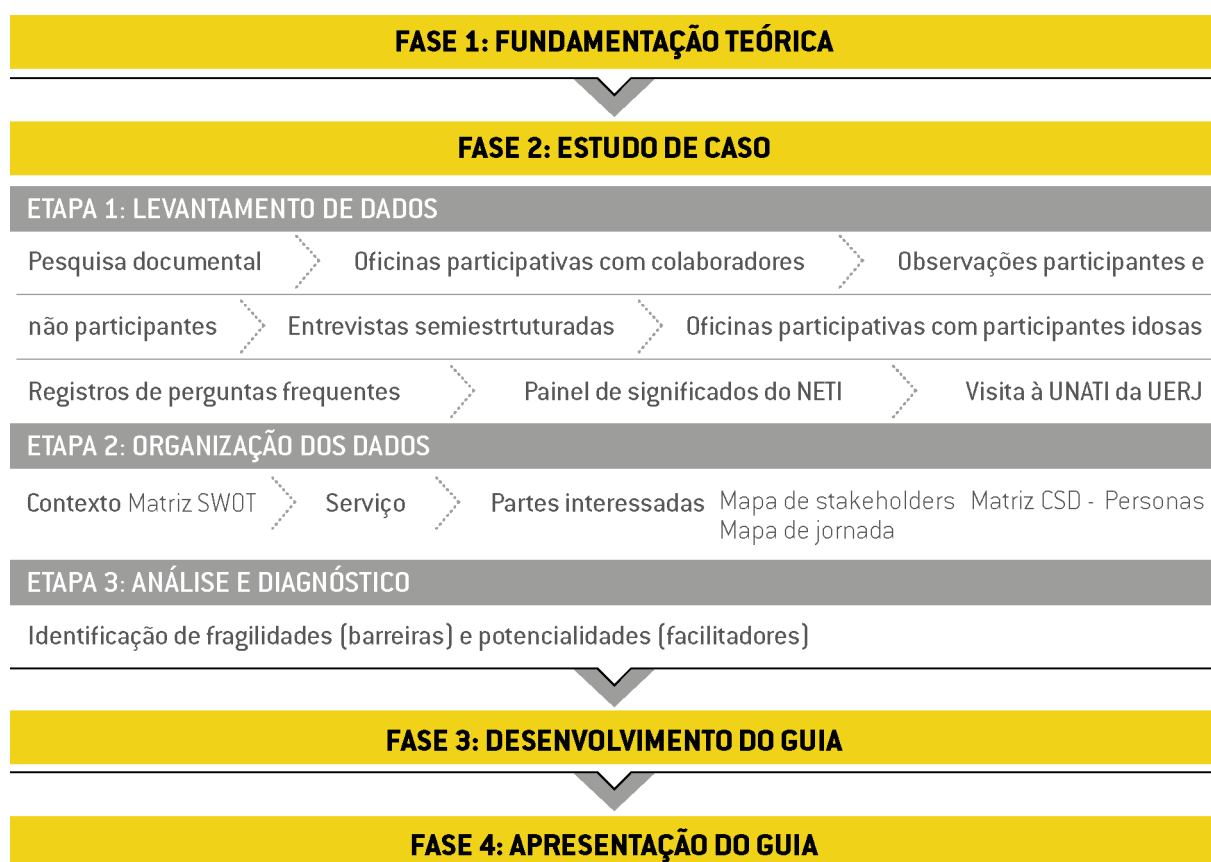 FASE 1: FUNDAMENTAÇÃO TEÓRICA
FASE 2: ESTUDO DE CASO
ETAPA 1: LEVANTAMENTO DE DADOS
Pesquisa documental Oficinas participativas com colaboradores Observações participantes e
não participantes Entrevistas semiestrtuturadas Oficinas participativas com participantes idosas
Registros de perguntas frequentes Painel de significados do NETI Visita à UNATI da UERJ
ETAPA 2: ORGANIZAÇÃO DOS DADOS
Contexto Matriz SWOT Serviço Partes interessadas Mapa de stakeholders Matriz CSD - Personas
Mapa de jornada
ETAPA 3: ANÁLISE E DIAGNÓSTICO
Identificação de fragilidades (barreiras) e potencialidades (facilitadores)
FASE 3: DESENVOLVIMENTO DO GUIA
FASE 4: APRESENTAÇÃO DO GUIA